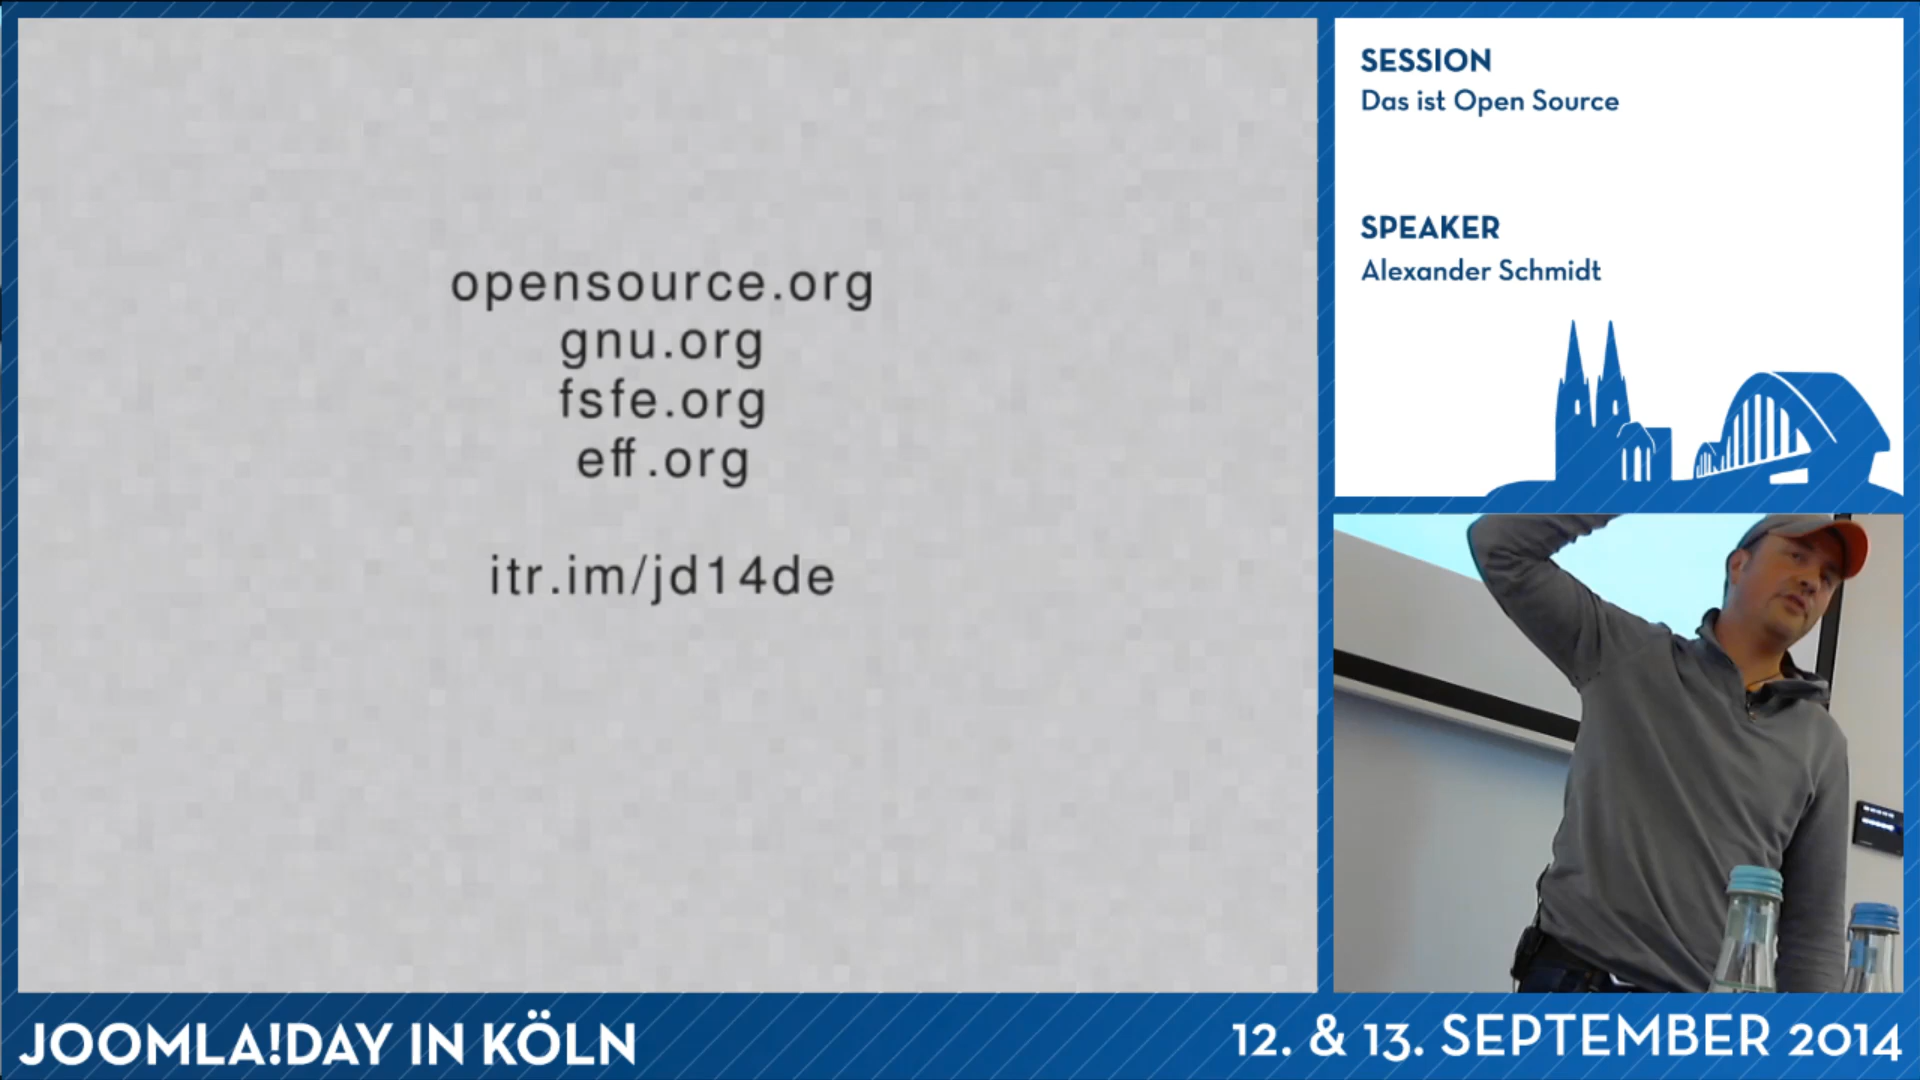 opensource.org
gnu.org
fsfe.org
eff.org
itr.im/jd14de
SESSION
Das ist Open Source
SPEAKER
Alexander Schmidt
JOOMLA!DAY IN KÖLN
12. & 13. SEPTEMBER 2014